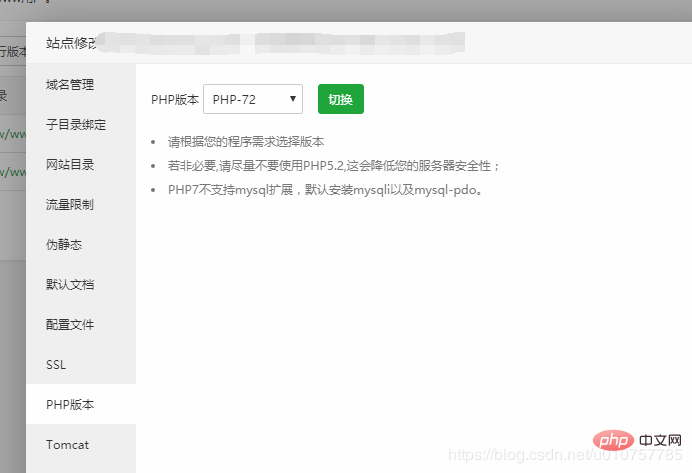 www用户。
站点修改
行版本
录
域名管理
PHP版本 PHP-72 切换
子目录绑定
w/ww
请根据您的程序需求选择版本
网站目录
若非必要,请尽量不要使用PHP5.2,这会降低您的服务器安全性；
w/ww
PHP7不支持mysql扩展，默认安装mysqli以及mysql-pdo。
流量限制
伪静态
默认文档
配置文件
SSL
PHP版本
Tomcat
php 中文网
https://blog.csdn.net/u010757785